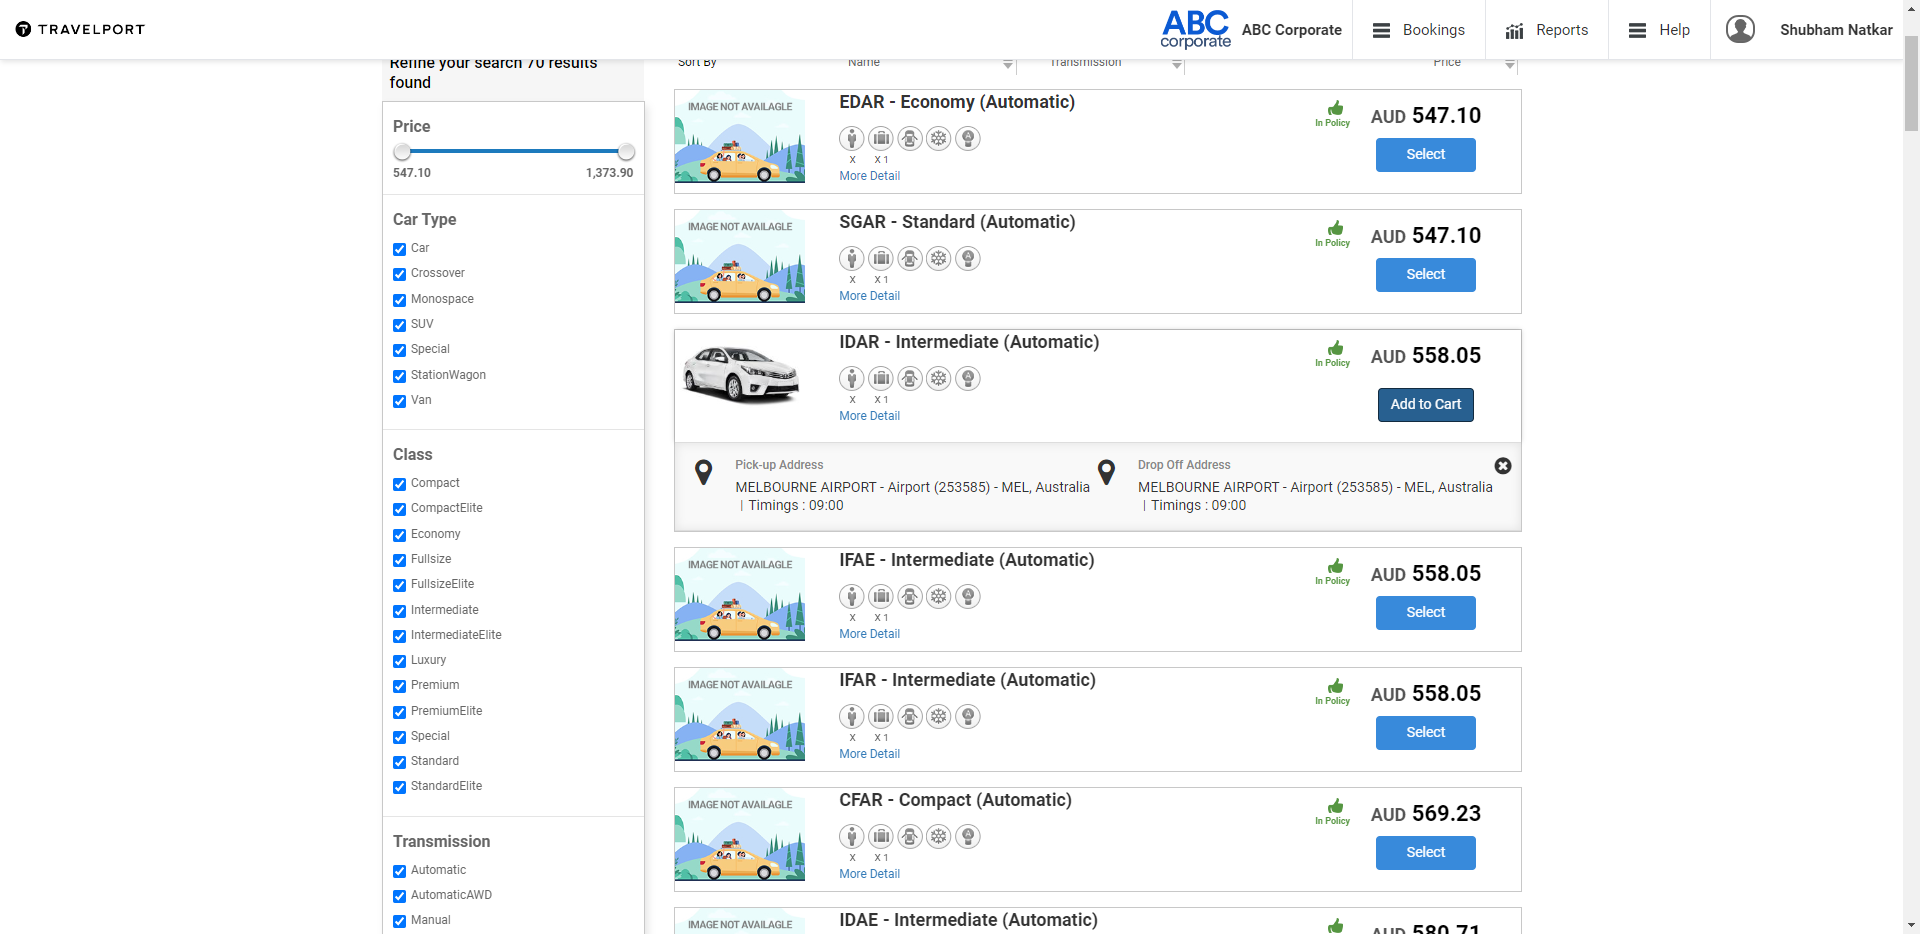 TRAVELPORT
ABC
corporate
ABC Corporate
Bookings
Reports
Help
Shubham Natkar
Refine your search 70 results
found
Price
547.10
1,373.90
Car Type
Car
Crossover
Monospace
SUV
Special
StationWagon
Van
Class
Compact
CompactElite
Economy
Fullsize
FullsizeElite
Intermediate
IntermediateElite
Luxury
Premium
PremiumElite
Special
Standard
StandardElite
Transmission
Automatic
AutomaticAWD
Manual
Sort By
Name
Transmission
Price
IMAGE NOT AVAILAGLE
EDAR - Economy (Automatic)
X
X 1
More Detail
In Policy
AUD 547.10
Select
IMAGE NOT AVAILAGLE
SGAR - Standard (Automatic)
X
X 1
More Detail
In Policy
AUD 547.10
Select
IDAR - Intermediate (Automatic)
X
X 1
More Detail
In Policy
AUD 558.05
Add to Cart
Pick-up Address
MELBOURNE AIRPORT - Airport (253585) - MEL, Australia
| Timings : 09:00
Drop Off Address
MELBOURNE AIRPORT - Airport (253585) - MEL, Australia
| Timings : 09:00
IMAGE NOT AVAILAGLE
IFAE - Intermediate (Automatic)
X
X 1
More Detail
In Policy
AUD 558.05
Select
IMAGE NOT AVAILAGLE
IFAR - Intermediate (Automatic)
X
X 1
More Detail
In Policy
AUD 558.05
Select
IMAGE NOT AVAILAGLE
CFAR - Compact (Automatic)
X
X 1
More Detail
In Policy
AUD 569.23
Select
IMAGE NOT AVAILAGLE
IDAE - Intermediate (Automatic)
AUD 580.71